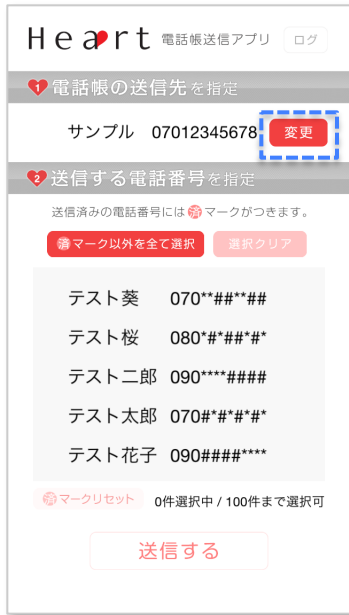 Heart 電話帳送信アプリ ログ
1 電話帳の送信先を指定
サンプル 07012345678 変更
2 送信する電話番号を指定
送信済みの電話番号には 済 マークがつきます。
済マーク以外を全て選択 選択クリア
テスト葵 070**##**##
テスト桜 080*#*##*#*
テスト二郎 090****####
テスト太郎 070#*#*#*#*
テスト花子 090####****
済マークリセット 0件選択中 / 100件まで選択可
送信する